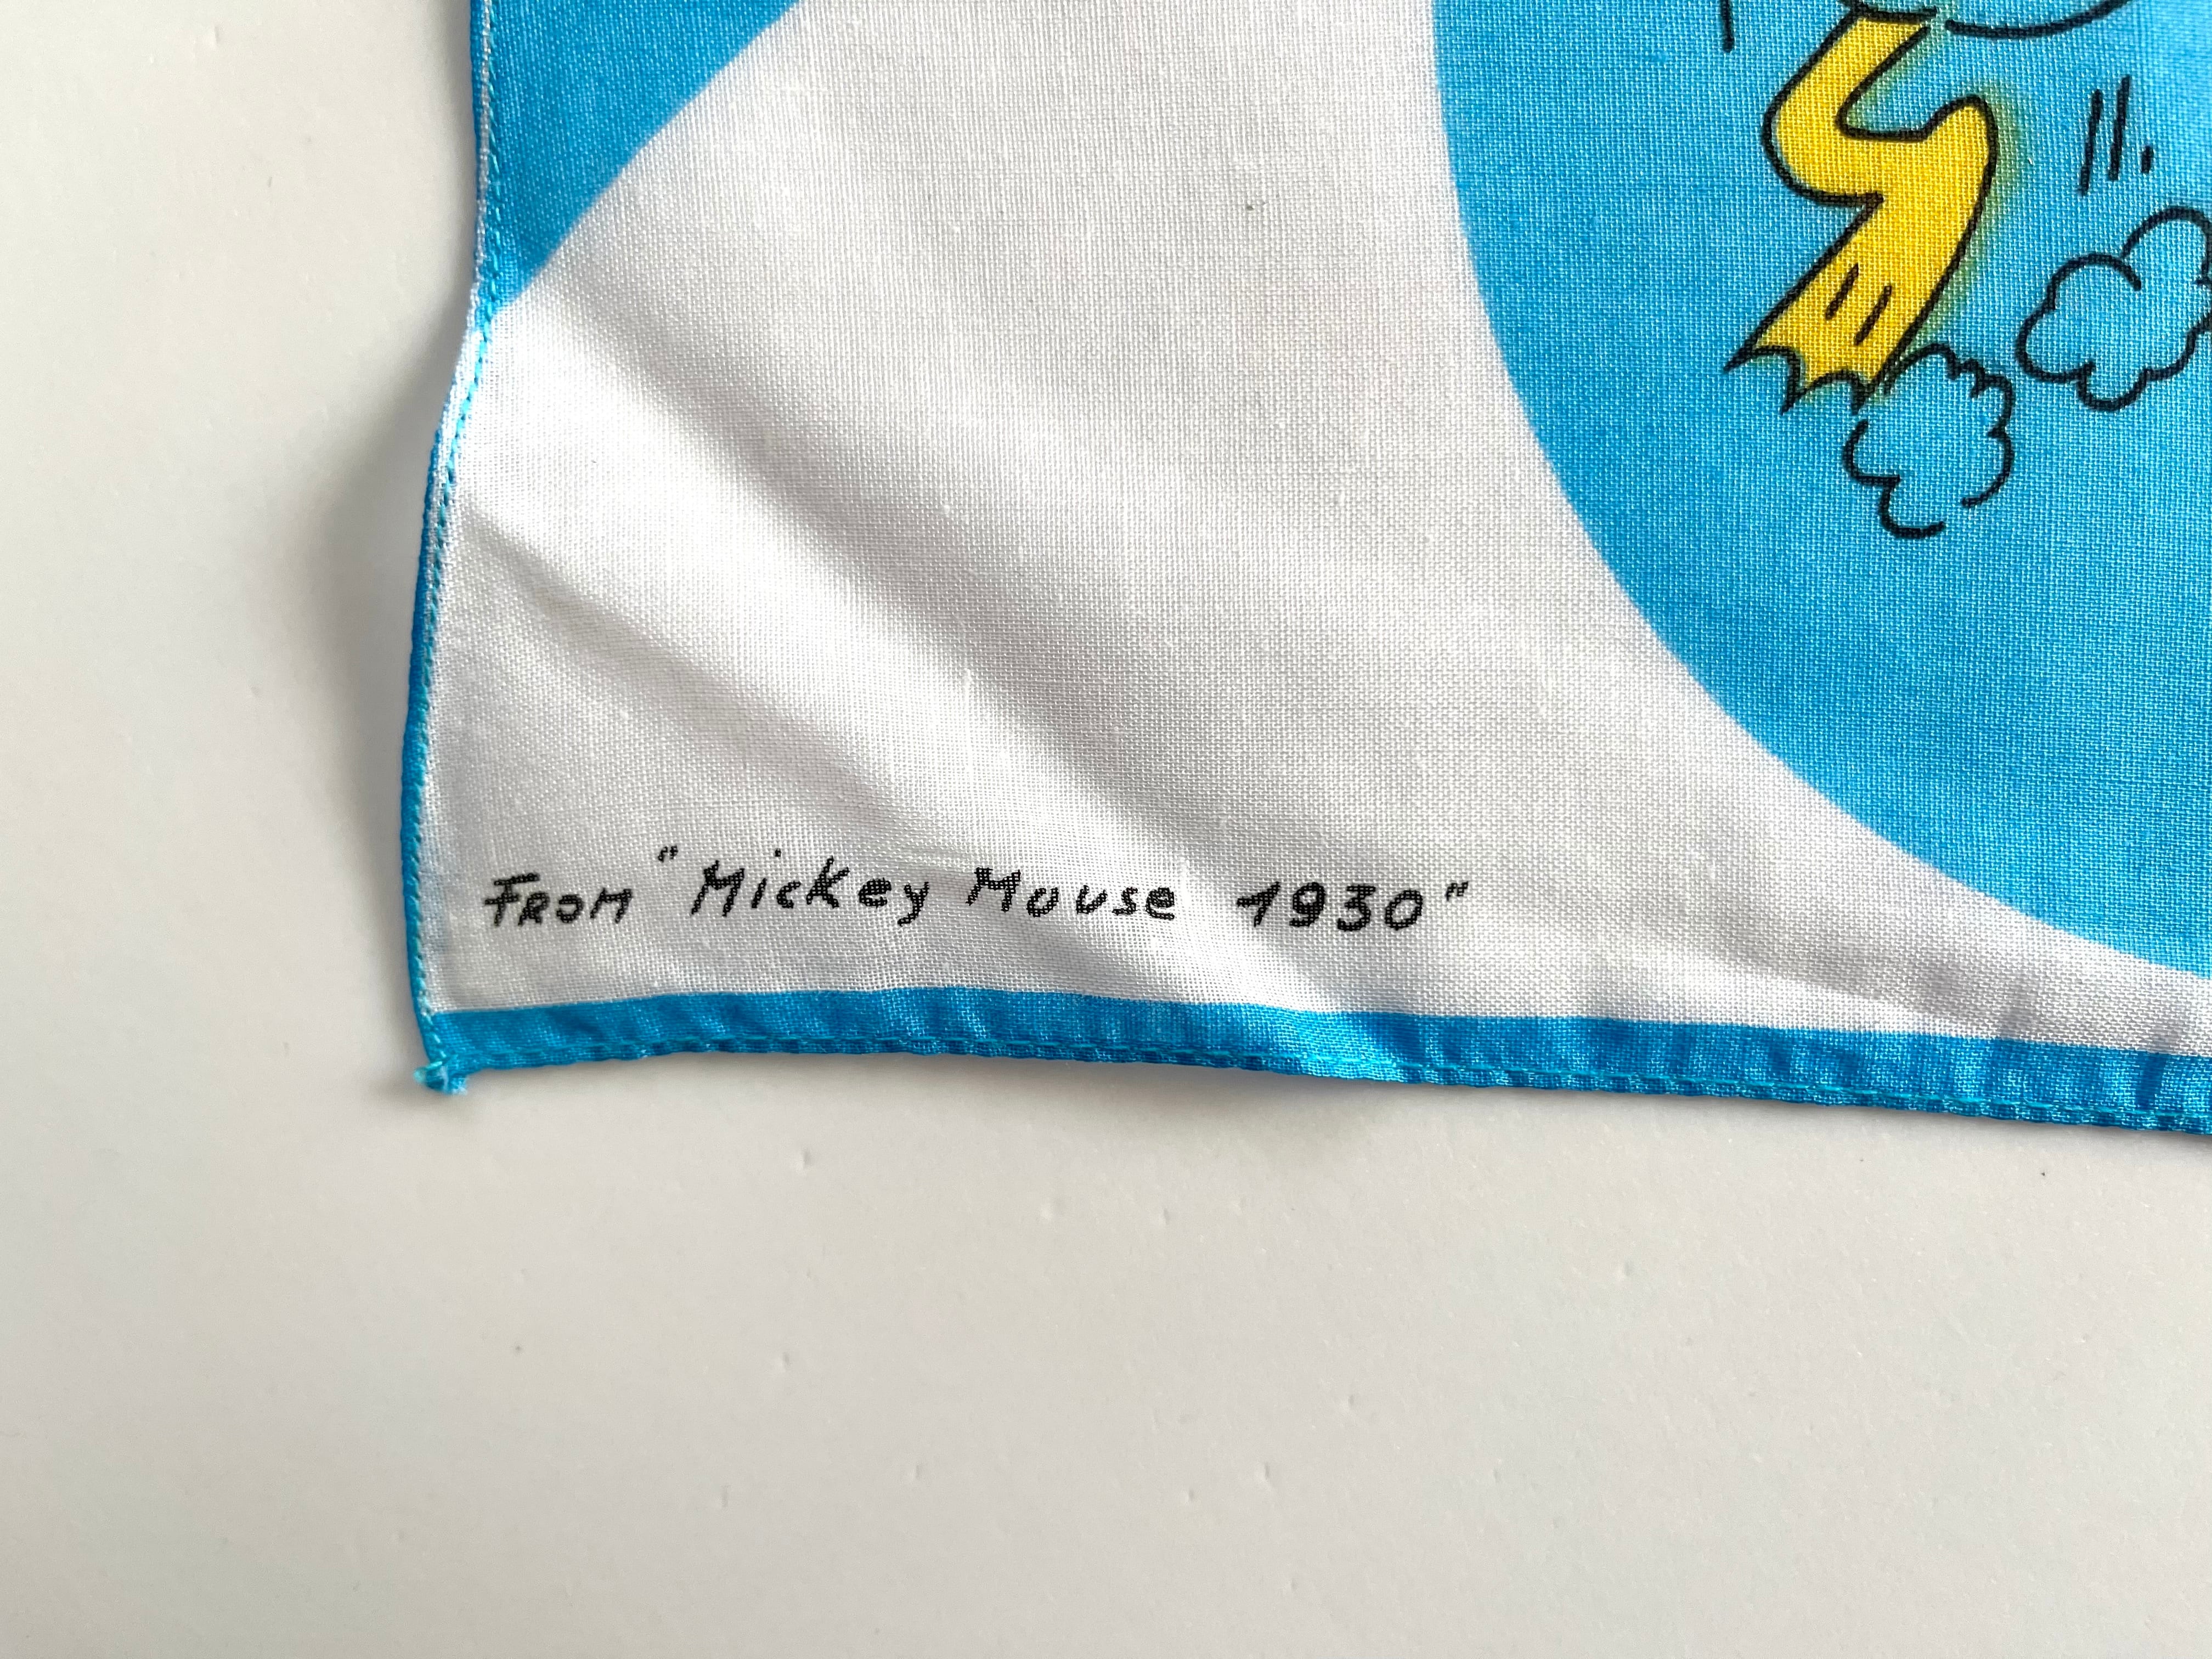 FROM "Mickey Mouse 1930"